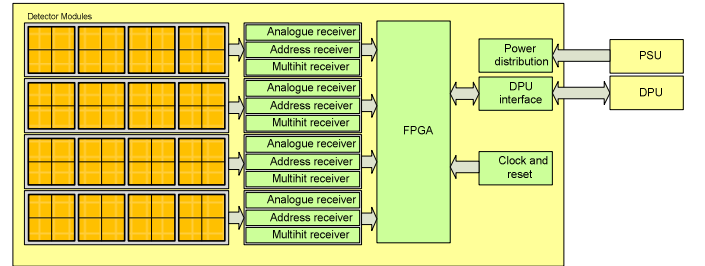 Detector Modules
Analogue receiver
Address receiver
Multihit receiver
Analogue receiver
Address receiver
Multihit receiver
Analogue receiver
Address receiver
Multihit receiver
Analogue receiver
Address receiver
Multihit receiver
FPGA
Power
distribution
DPU
interface
Clock and
reset
PSU
DPU